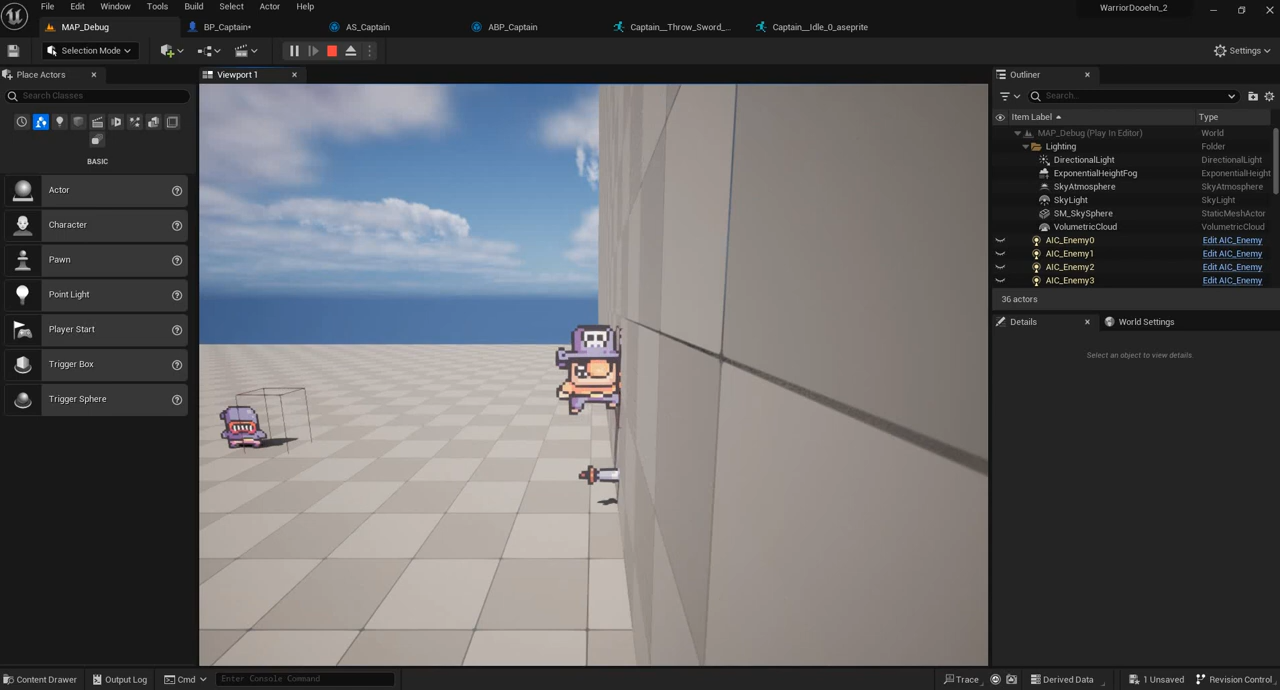 File Edit Window Tools Build Select Actor Help
WarriorDooehn_2
MAP_Debug BP_Captain* AS_Captain ABP_Captain Captain__Throw_Sword_... Captain__Idle_0_aseprite
Selection Mode
Settings
Place Actors
Viewport 1
Outliner
Search Classes
Search...
Item Label Type
MAP_Debug (Play In Editor) World
Lighting Folder
DirectionalLight DirectionalLight
ExponentialHeightFog ExponentialHeight
SkyAtmosphere SkyAtmosphere
SkyLight SkyLight
SM_SkySphere StaticMeshActor
VolumetricCloud VolumetricCloud
AIC_Enemy0 Edit AIC_Enemy
AIC_Enemy1 Edit AIC_Enemy
AIC_Enemy2 Edit AIC_Enemy
AIC_Enemy3 Edit AIC_Enemy
36 actors
Details
World Settings
Select an object to view details.
BASIC
Actor
Character
Pawn
Point Light
Player Start
Trigger Box
Trigger Sphere
Content Drawer Output Log Cmd Enter Console Command Trace Derived Data 1 Unsaved Revision Control